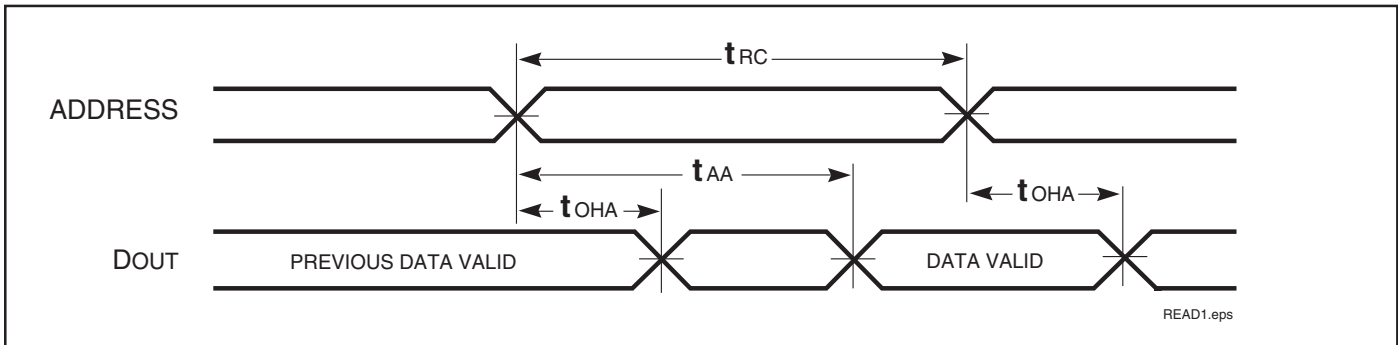 tRC
ADDRESS
tAA
tOHA
tOHA
DOUT
PREVIOUS DATA VALID
DATA VALID
READ1.eps